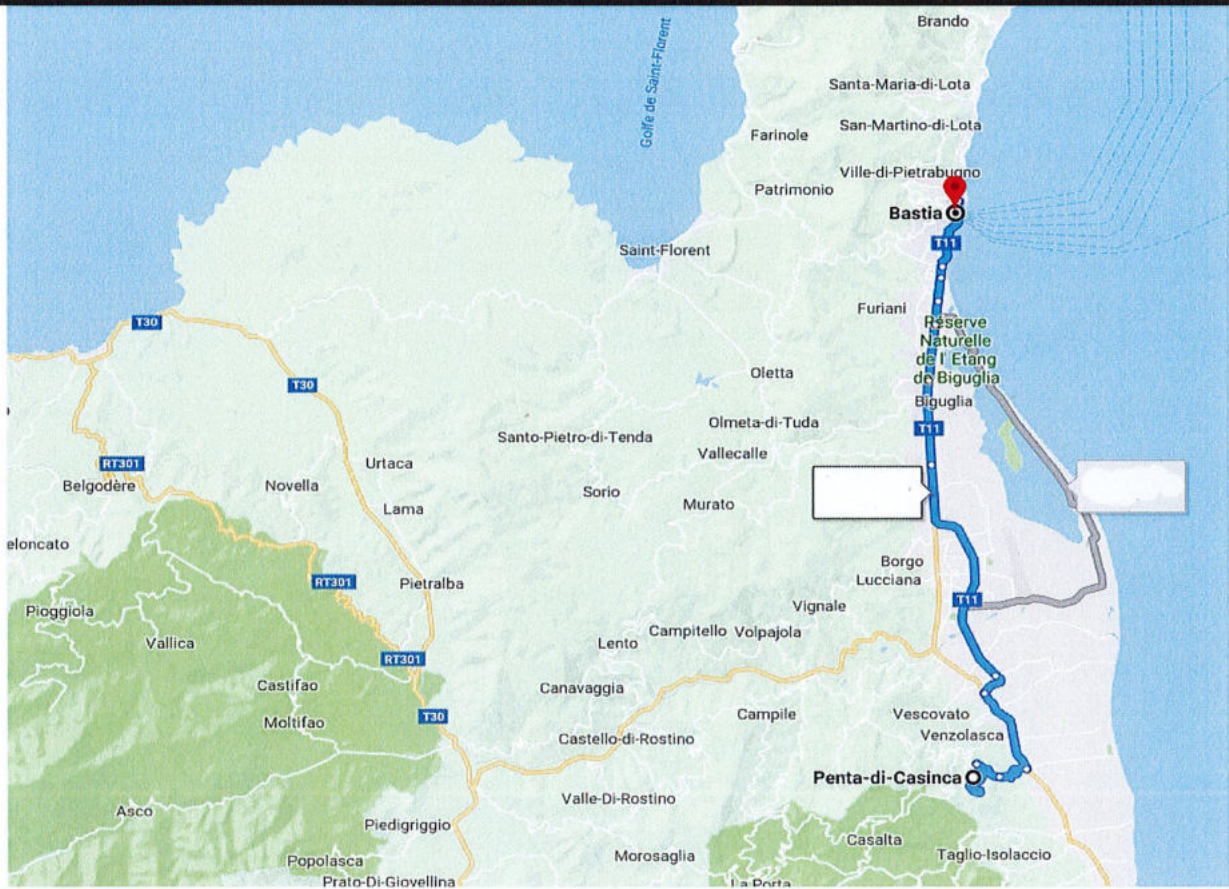 Brando
Golfe de Saint-Florent
Santa-Maria-di-Lota
San-Martino-di-Lota
Farinole
Ville-di-Pietrabugno
Patrimonio
Bastia
T11
Saint-Florent
Furiani
T30
Réserve
Naturelle
de l' Etang
de Biguglia
T30
Oletta
Biguglia
Olmeta-di-Tuda
T11
Santo-Pietro-di-Tenda
Vallecalle
Urtaca
RT301
Belgodère
Novella
Sorio
Murato
Lama
eloncato
Borgo
Lucciana
RT301
Pietralba
T11
Pioggiola
Vignale
Vallica
Lento
Campitello
Volpajola
RT301
Castifao
Canavaggia
Moltifao
T30
Campile
Vescovato
Venzolasca
Castello-di-Rostino
Penta-di-Casinca
Valle-Di-Rostino
Asco
Piedigriggio
Casalta
Popolasca
Morosaglia
Taglio-Isolaccio
Prato-Di-Giovellina
La Porta